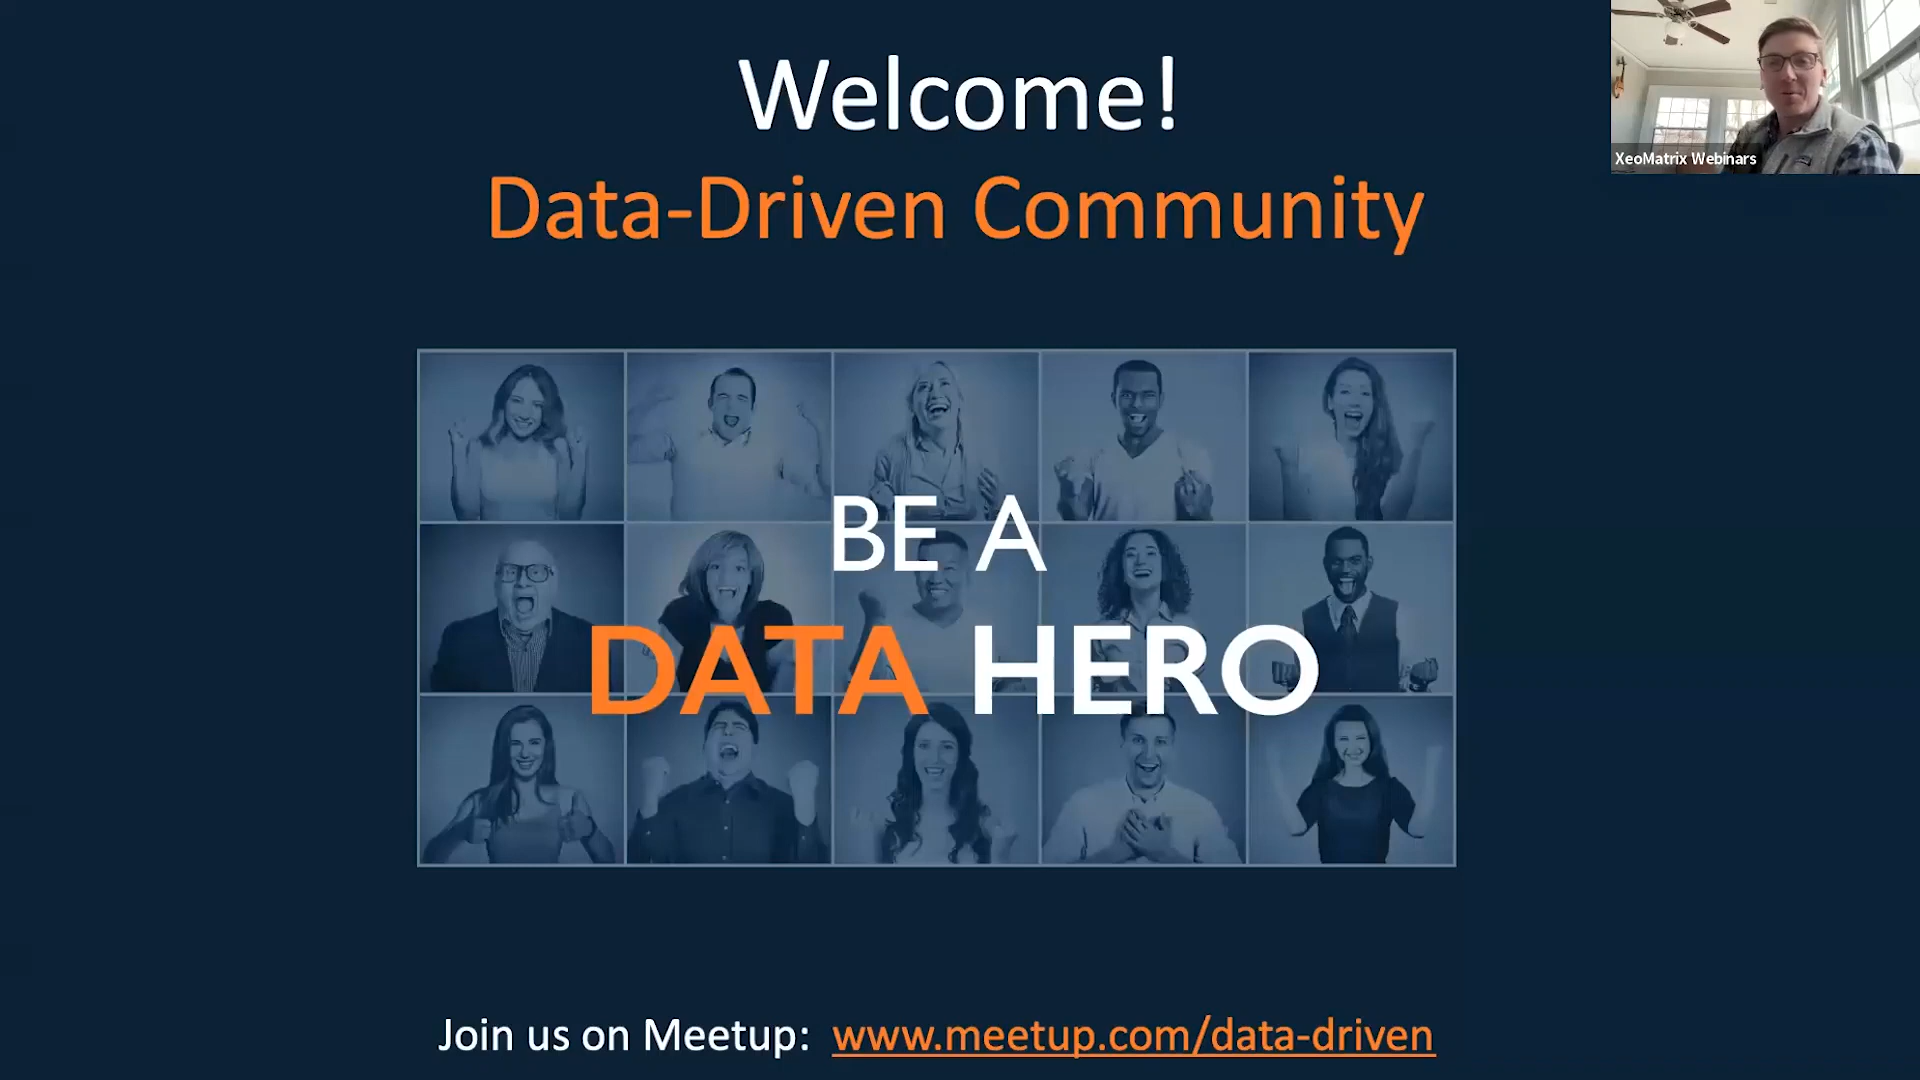 Welcome!
Data-Driven Community
XeoMatrix Webinars
BE A
DATA HERO
Join us on Meetup: www.meetup.com/data-driven